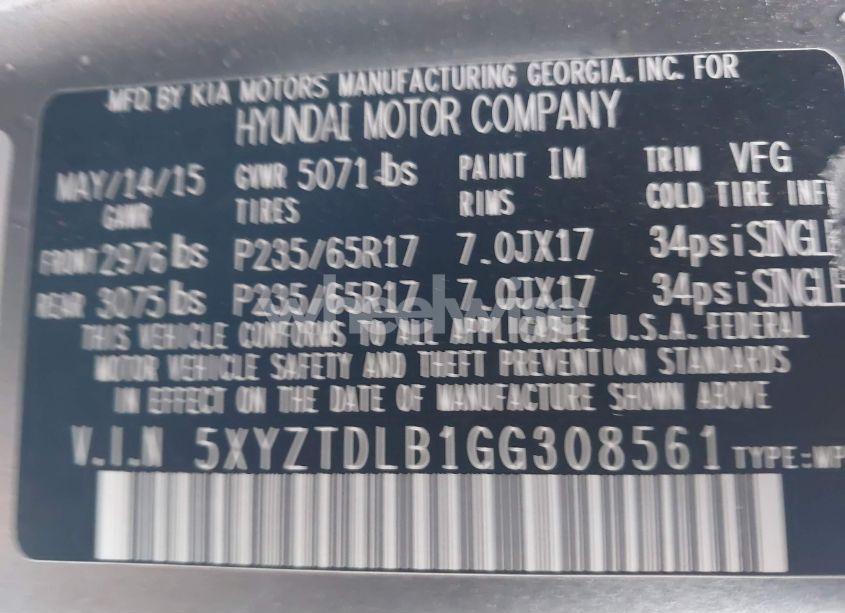 MFD. BY KIA MOTORS MANUFACTURING GEORGIA. INC. FOR
HYUNDAI MOTOR COMPANY
MAY/14/15 GVWR 5071 lbs PAINT IM TRIM VFG
GAWR TIRES RIMS COLD TIRE INF
FRONT 2976 lbs P235/65R17 7.0JX17 34psi SINGLE
REAR 3075 lbs P235/65R17 7.0JX17 34psi SINGLE
wheelwise
THIS VEHICLE CONFORMS TO ALL APPLICABLE U.S.A. FEDERAL
MOTOR VEHICLE SAFETY AND THEFT PREVENTION STANDARDS
IN EFFECT ON THE DATE OF MANUFACTURE SHOWN ABOVE
V.I.N 5XYZTDLB1GG308561 TYPE:MP